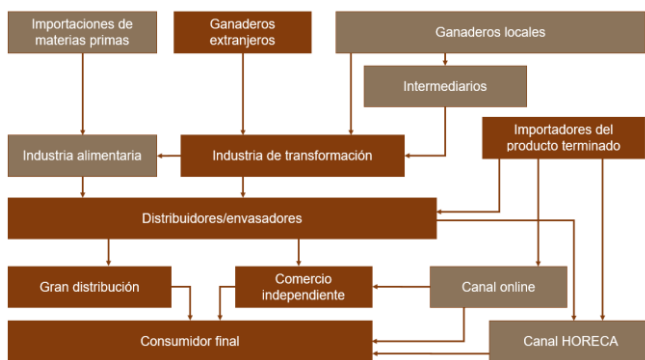 Importaciones de
materias primas
Ganaderos
extranjeros
Ganaderos locales
Intermediarios
Importadores del
producto terminado
Industria alimentaria
Industria de transformación
Distribuidores/envasadores
Gran distribución
Comercio
independiente
Canal online
Consumidor final
Canal HORECA